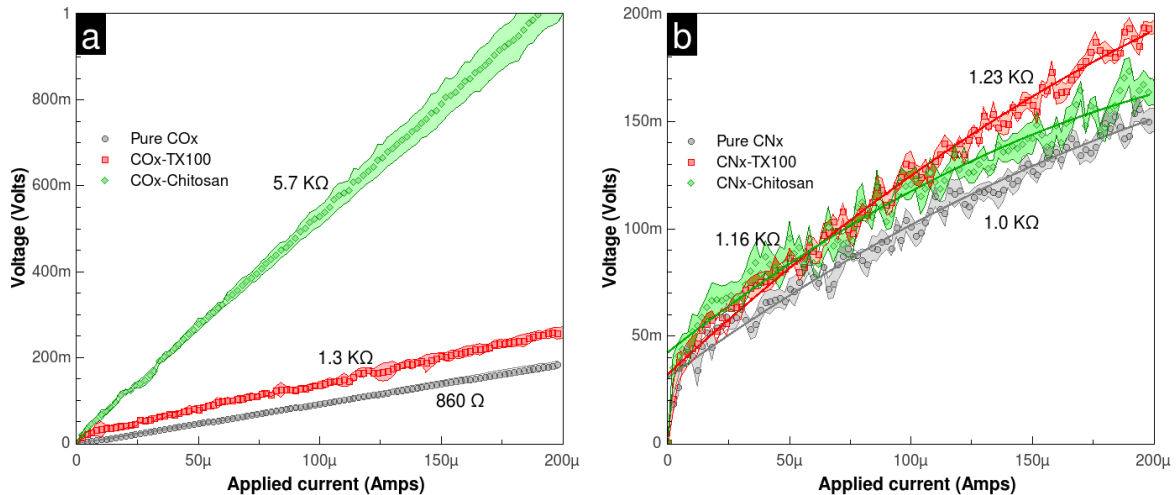 a
1
800m
600m
400m
200m
0
Voltage (Volts)
Pure COx
COx-TX100
COx-Chitosan
5.7 KΩ
1.3 KΩ
860 Ω
0
50µ
100µ
150µ
200µ
Applied current (Amps)
b
200m
150m
100m
50m
0
Voltage (Volts)
Pure CNx
CNx-TX100
CNx-Chitosan
1.23 KΩ
1.16 KΩ
1.0 KΩ
0
50µ
100µ
150µ
200µ
Applied current (Amps)